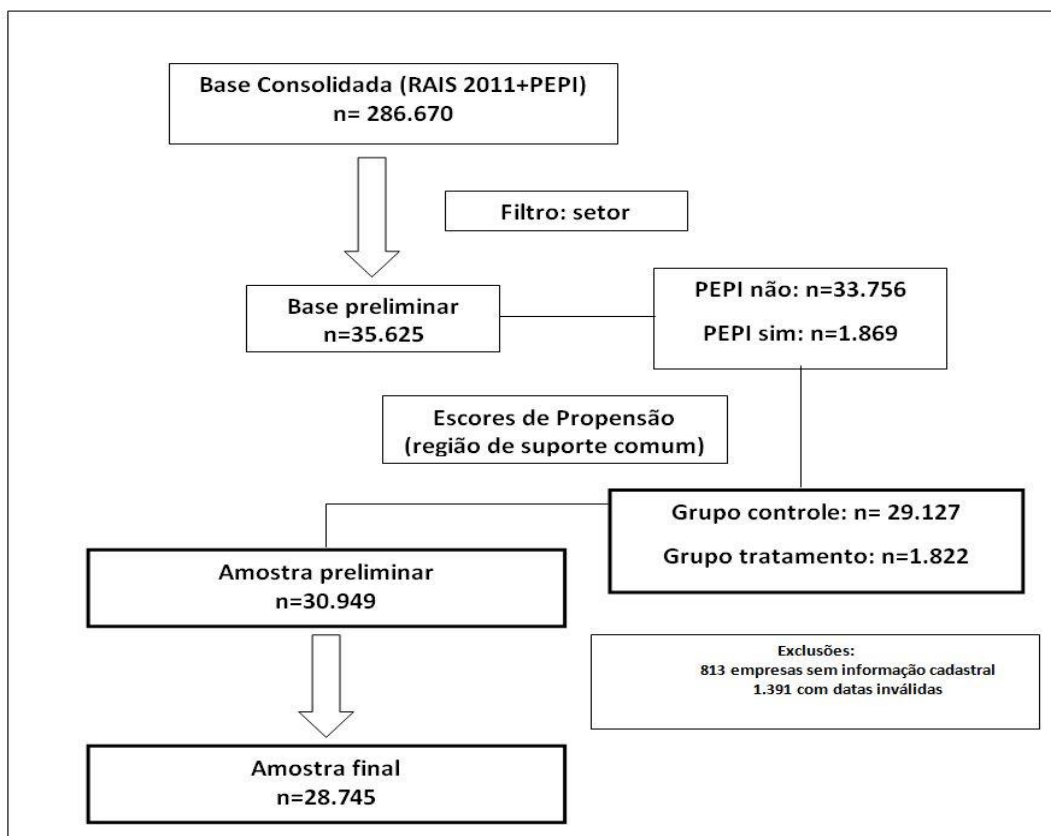 Base Consolidada (RAIS 2011+PEPI)
n= 286.670
Filtro: setor
Base preliminar
n=35.625
PEPI não: n=33.756
PEPI sim: n=1.869
Escores de Propensão
(região de suporte comum)
Grupo controle: n= 29.127
Grupo tratamento: n=1.822
Amostra preliminar
n=30.949
Exclusões:
813 empresas sem informação cadastral
1.391 com datas inválidas
Amostra final
n=28.745